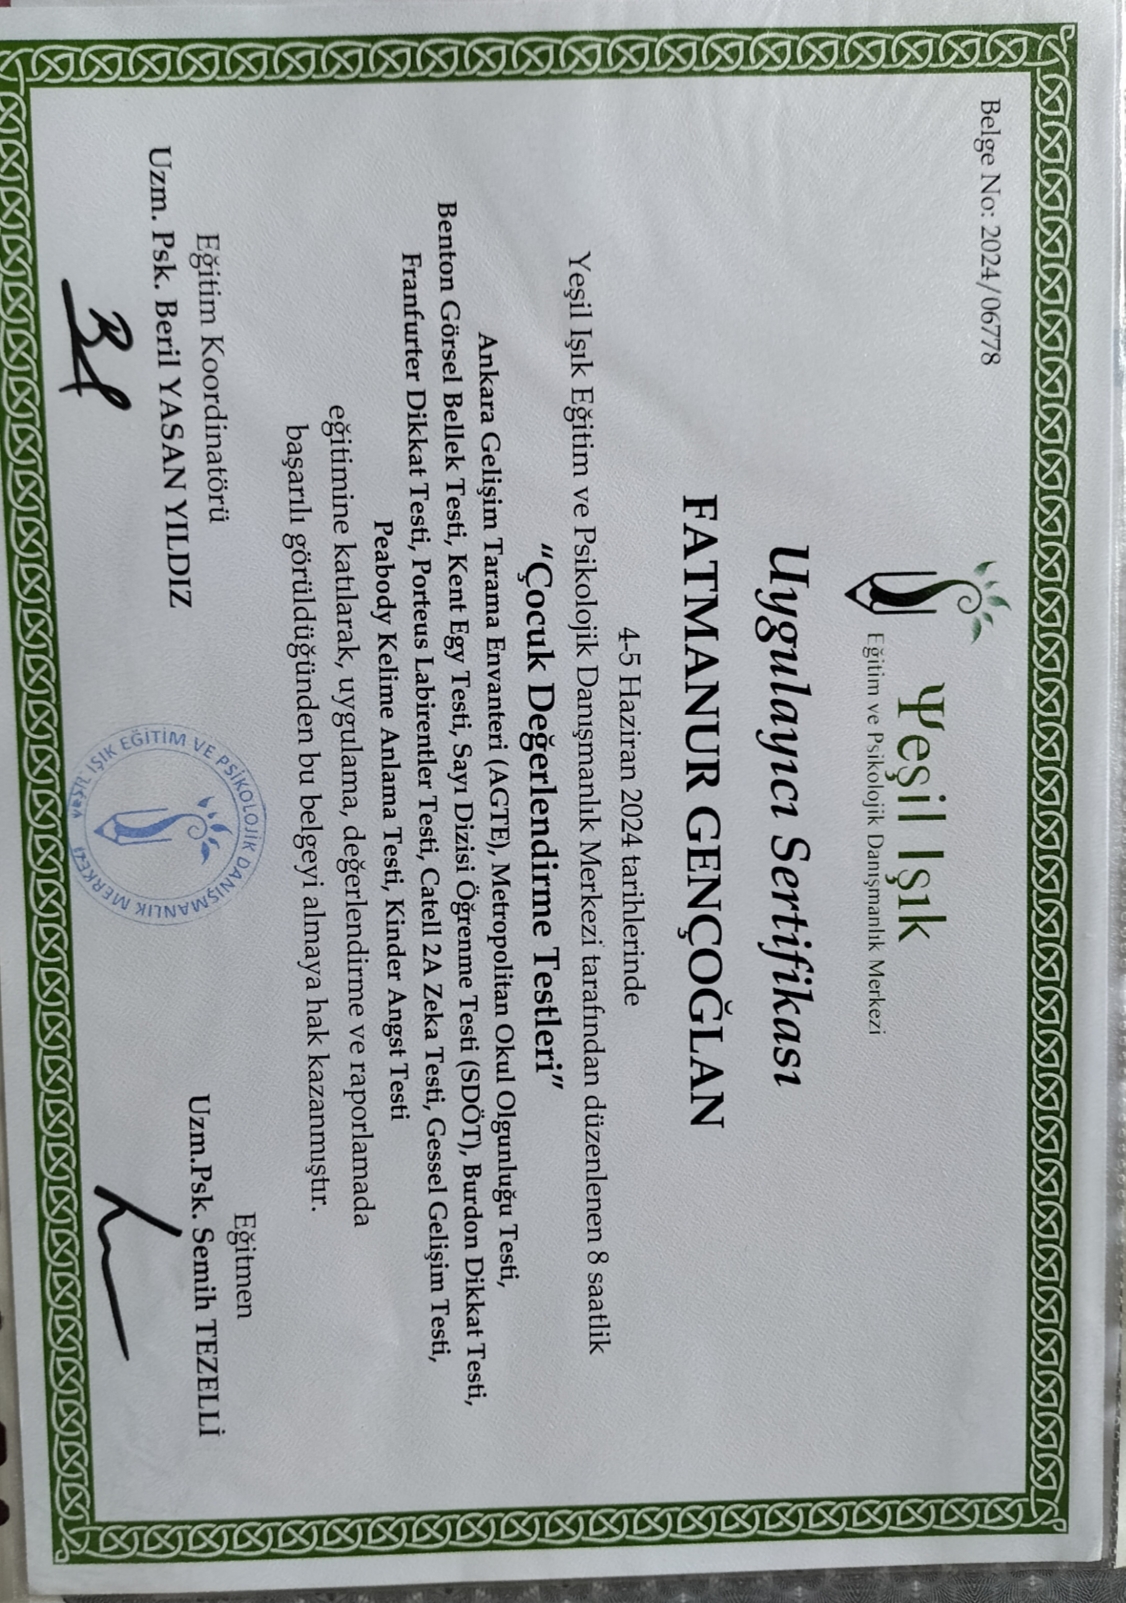 Belge No: 2024/06778
Yeşil Işık
Eğitim ve Psikolojik Danışmanlık Merkezi
Uygulayıcı Sertifikası
FATMANUR GENÇOĞLAN
4-5 Haziran 2024 tarihlerinde
Yeşil Işık Eğitim ve Psikolojik Danışmanlık Merkezi tarafından düzenlenen 8 saatlik
"Çocuk Değerlendirme Testleri"
Ankara Gelişim Tarama Envanteri (AGTE), Metropolitan Okul Olgunluğu Testi,
Benton Görsel Bellek Testi, Kent Egy Testi, Sayı Dizisi Öğrenme Testi (SDÖT), Burdon Dikkat Testi,
Franfurter Dikkat Testi, Porteus Labirentler Testi, Catell 2A Zeka Testi, Gessel Gelişim Testi,
Peabody Kelime Anlama Testi, Kinder Angst Testi
eğitimine katılarak, uygulama, değerlendirme ve raporlamada
başarılı görüldüğünden bu belgeyi almaya hak kazanmıştır.
Eğitim Koordinatörü
Uzm. Psk. Beril YASAN YILDIZ
YEŞİL IŞIK EĞİTİM VE PSİKOLOJİK DANIŞMANLIK MERKEZİ
Eğitmen
Uzm.Psk. Semih TEZELLİ